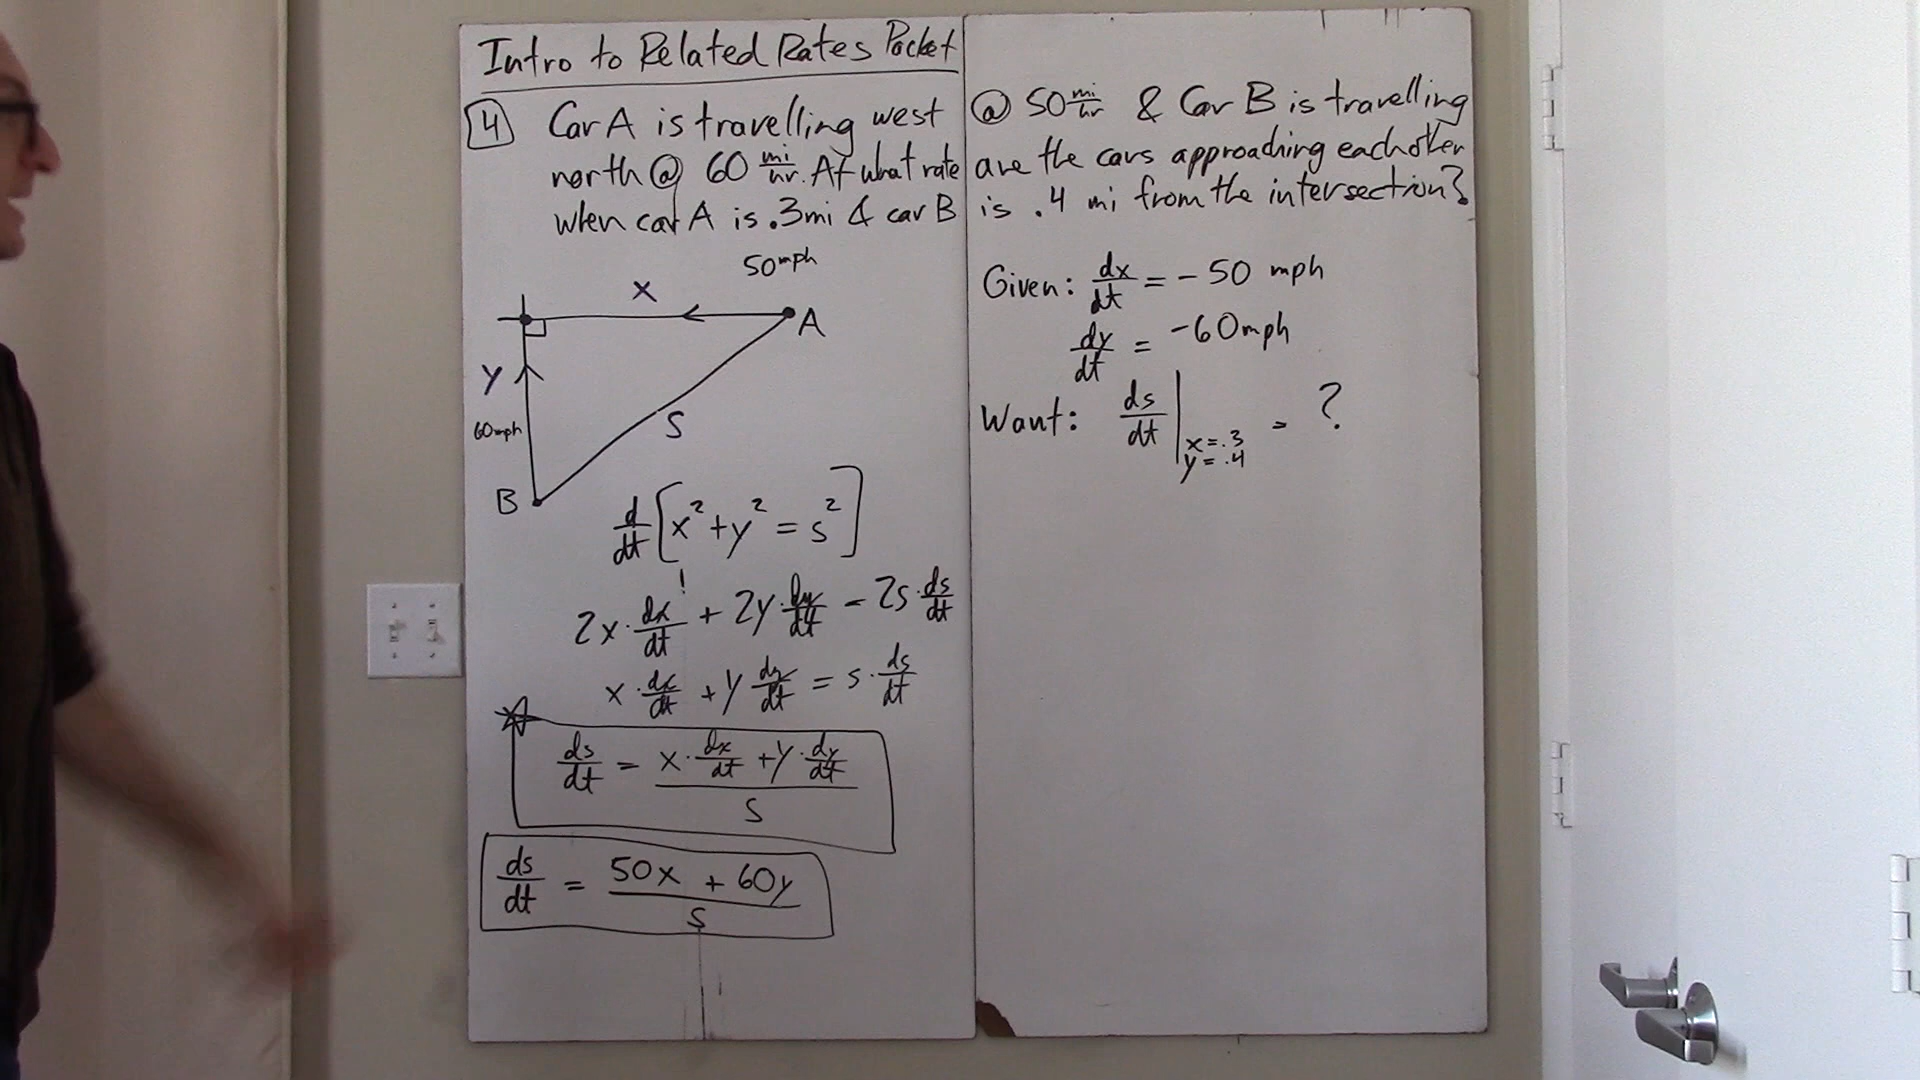 Intro to Related Rates Packet
4 Car A is travelling west @ 50 mi/hr & Car B is travelling
north @ 60 mi/hr. At what rate are the cars approaching eachother
when car A is .3mi & car B is .4 mi from the intersection?
50mph
x
A
y
60mph
S
B
d/dt [x² + y² = s²]
2x · dx/dt + 2y · dy/dt = 2s · ds/dt
x · dx/dt + y dy/dt = s · ds/dt
ds/dt = (x · dx/dt + y · dy/dt)/s
ds/dt = (50x + 60y)/s
Given: dx/dt = -50 mph
dy/dt = -60mph
Want: ds/dt | x=.3 y=.4 = ?